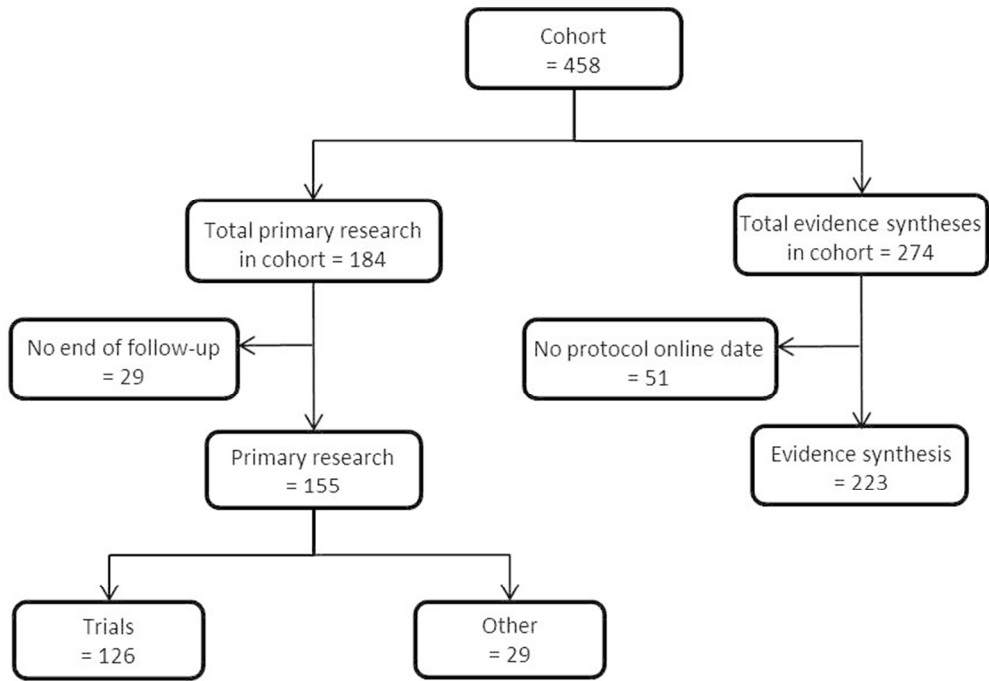 Cohort
= 458
Total primary research
in cohort = 184
Total evidence syntheses
in cohort = 274
No end of follow-up
= 29
No protocol online date
= 51
Primary research
= 155
Evidence synthesis
= 223
Trials
= 126
Other
= 29